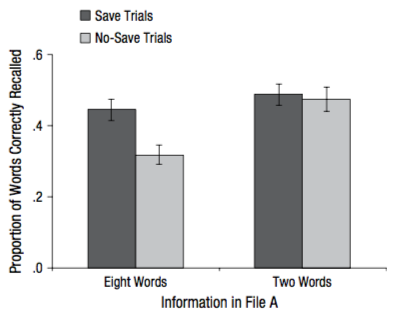 Save Trials
No-Save Trials
Proportion of Words Correctly Recalled
.6
.4
.2
.0
Eight Words
Two Words
Information in File A